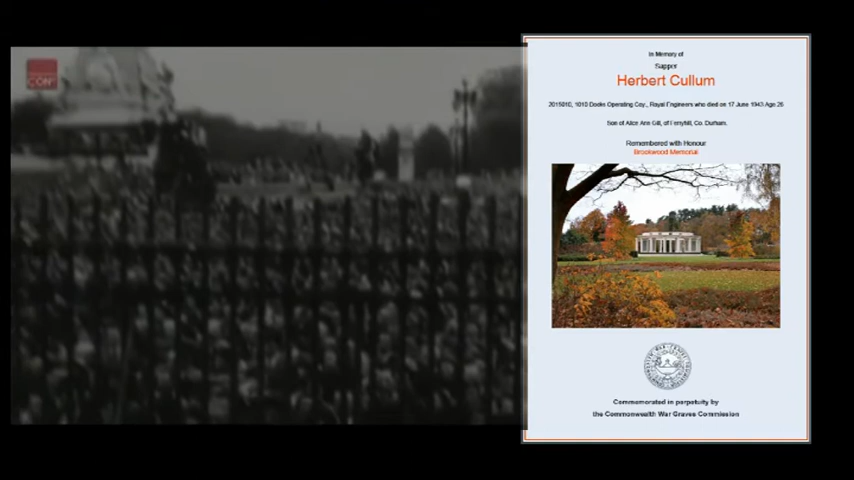 CON
In Memory of
Sapper
Herbert Cullum
2015010, 1010 Docks Operating Coy., Royal Engineers who died on 17 June 1943 Age 26
Son of Alice Ann Gill, of Ferryhill, Co. Durham.
Remembered with Honour
Brookwood Memorial
Commemorated in perpetuity by
the Commonwealth War Graves Commission